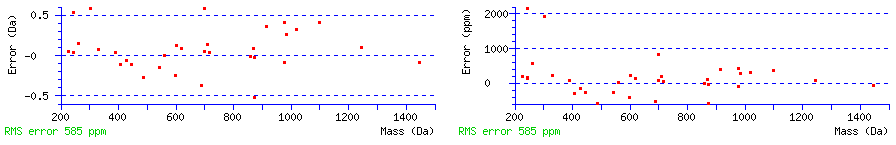 Error (Da)
0.5
-0
-0.5
200 400 600 800 1000 1200 1400
RMS error 585 ppm
Mass (Da)
Error (ppm)
2000
1000
0
200 400 600 800 1000 1200 1400
RMS error 585 ppm
Mass (Da)